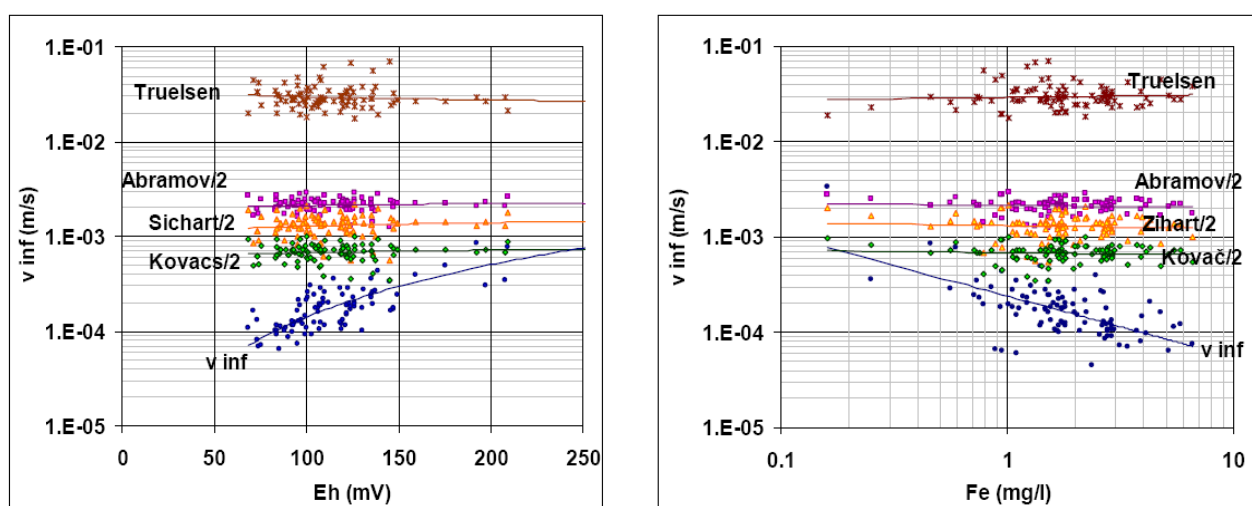 1.E-01
1.E-02
1.E-03
1.E-04
1.E-05
v inf (m/s)
Truelsen
Abramov/2
Sichart/2
Kovacs/2
v inf
0 50 100 150 200 250
Eh (mV)
1.E-01
1.E-02
1.E-03
1.E-04
1.E-05
v inf (m/s)
Truelsen
Abramov/2
Zihart/2
Kovač/2
v inf
0.1 1 10
Fe (mg/l)